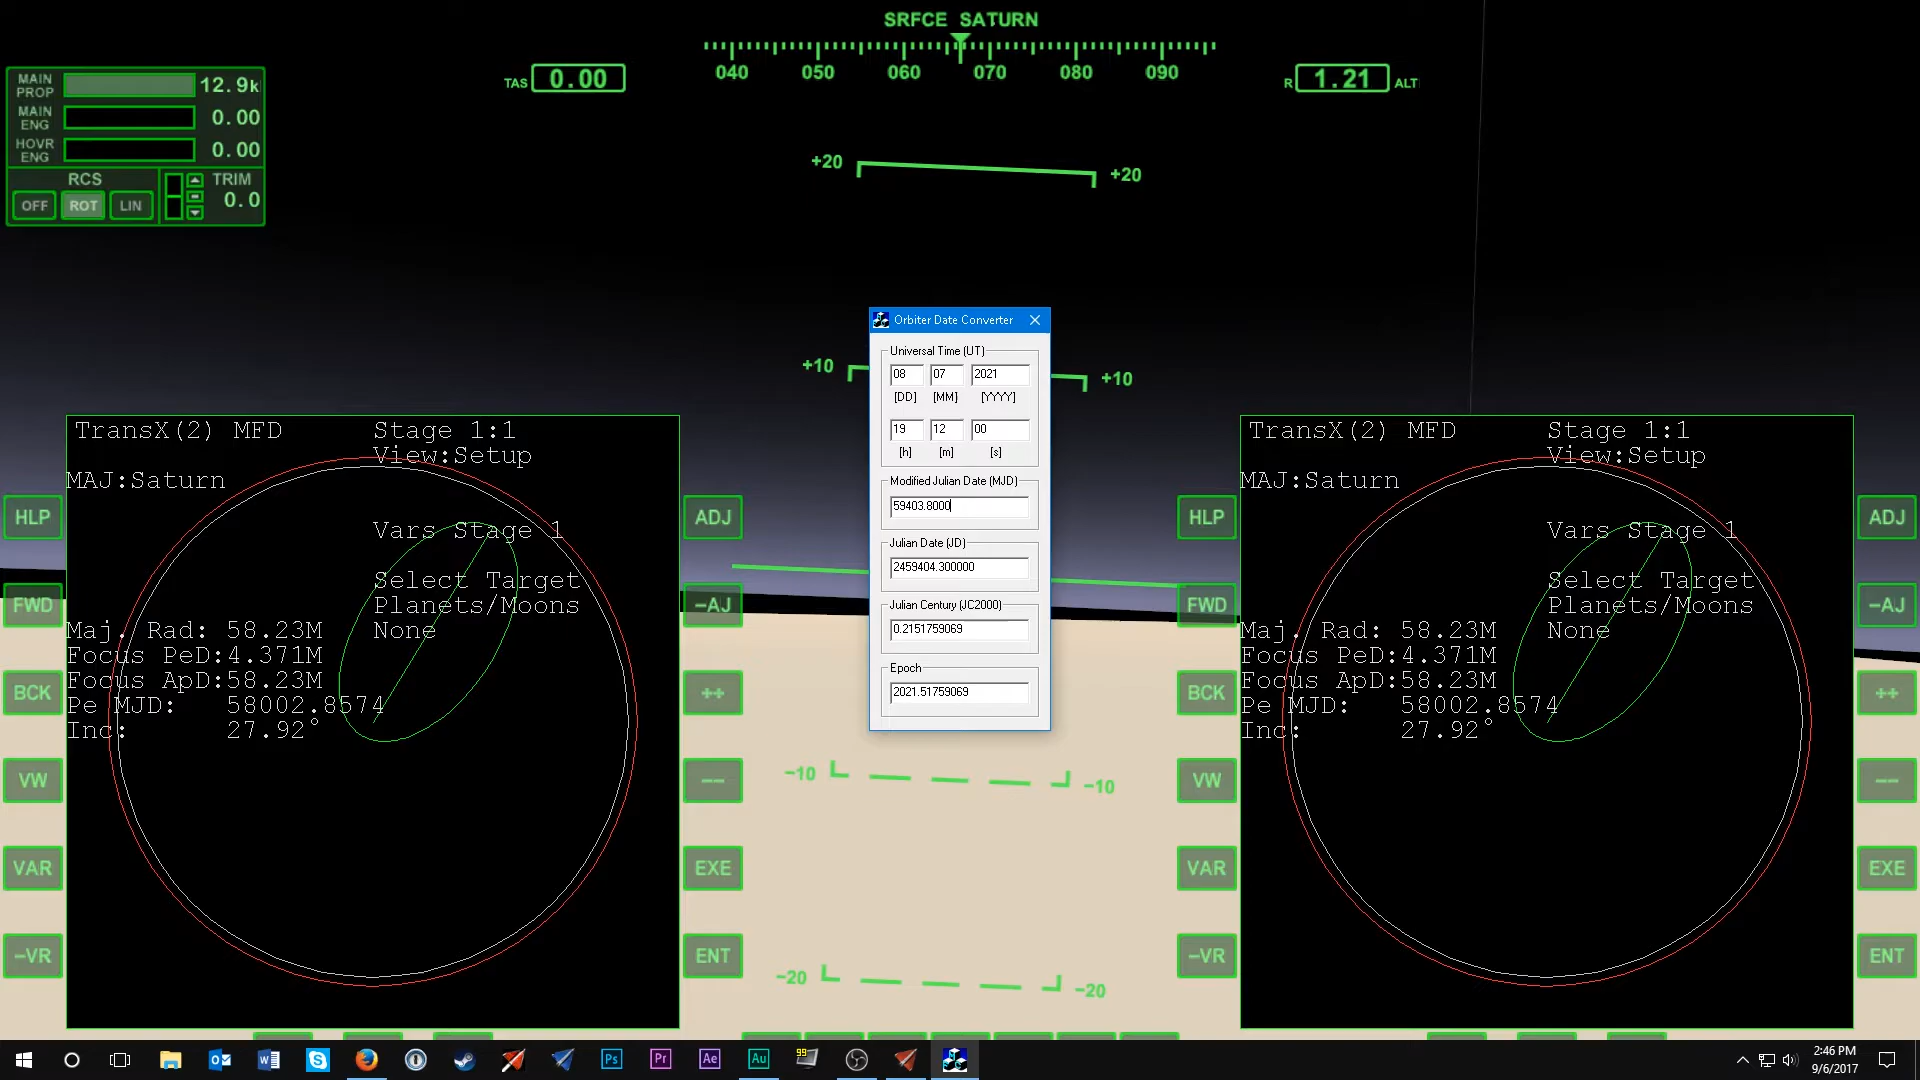 SRFCE SATURN
040 050 060 070 080 090
TAS 0.00
R 1.21 ALT
MAIN PROP 12.9k
MAIN ENG 0.00
HOVR ENG 0.00
RCS TRIM
OFF ROT LIN 0.0
+20 +20
+10 +10
-10 -10
-20 -20
Orbiter Date Converter
Universal Time (UT)
08 07 2021
[DD] [MM] [YYYY]
19 12 00
[h] [m] [s]
Modified Julian Date (MJD)
59403.8000
Julian Date (JD)
2459404.300000
Julian Century (JC2000)
0.2151759069
Epoch
2021.51759069
TransX(2) MFD Stage 1:1
View:Setup
MAJ:Saturn
Vars Stage 1
Select Target
Planets/Moons
Maj. Rad: 58.23M None
Focus PeD:4.371M
Focus ApD:58.23M
Pe MJD: 58002.8574
Inc: 27.92°
HLP
FWD
BCK
VW
VAR
-VR
ADJ
-AJ
++
--
EXE
ENT
TransX(2) MFD Stage 1:1
View:Setup
MAJ:Saturn
Vars Stage 1
Select Target
Planets/Moons
Maj. Rad: 58.23M None
Focus PeD:4.371M
Focus ApD:58.23M
Pe MJD: 58002.8574
Inc: 27.92°
HLP
FWD
BCK
VW
VAR
-VR
ADJ
-AJ
++
--
EXE
ENT
Ps Pr Ae Au 99
2:46 PM
9/6/2017